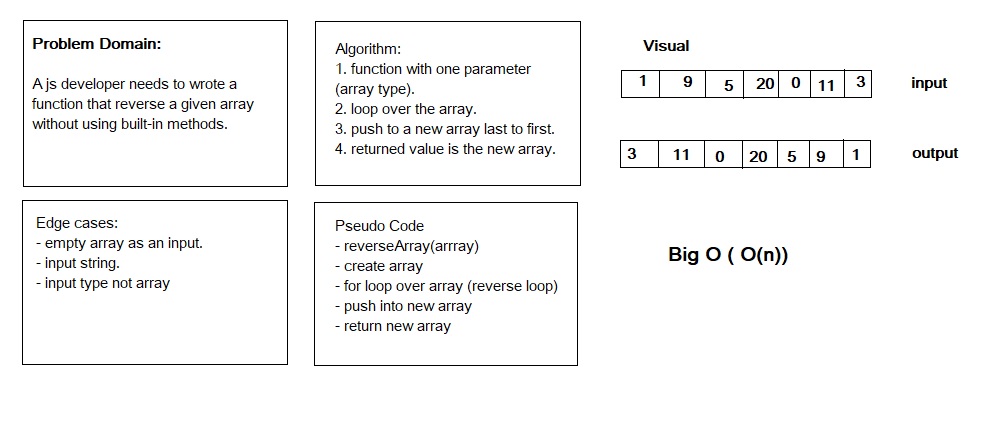 Problem Domain:
A js developer needs to wrote a
function that reverse a given array
without using built-in methods.
Algorithm:
1. function with one parameter
(array type).
2. loop over the array.
3. push to a new array last to first.
4. returned value is the new array.
Visual
1 9 5 20 0 11 3 input
3 11 0 20 5 9 1 output
Edge cases:
- empty array as an input.
- input string.
- input type not array
Pseudo Code
- reverseArray(arrray)
- create array
- for loop over array (reverse loop)
- push into new array
- return new array
Big O ( O(n))